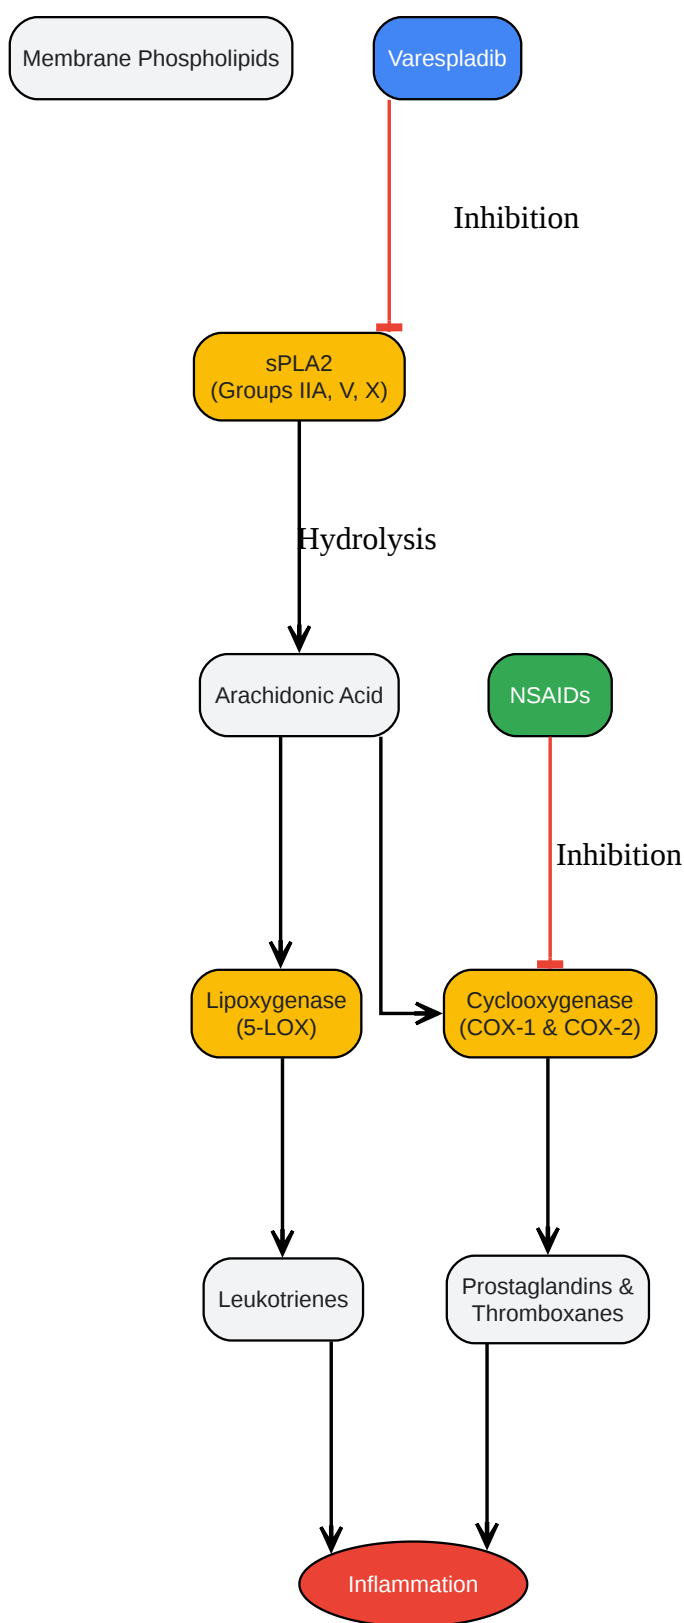 Membrane Phospholipids
Varespladib
Inhibition
sPLA2
(Groups IIA, V, X)
Hydrolysis
Arachidonic Acid
NSAIDs
Inhibition
Lipoxygenase
(5-LOX)
Cyclooxygenase
(COX-1 & COX-2)
Leukotrienes
Prostaglandins &
Thromboxanes
Inflammation